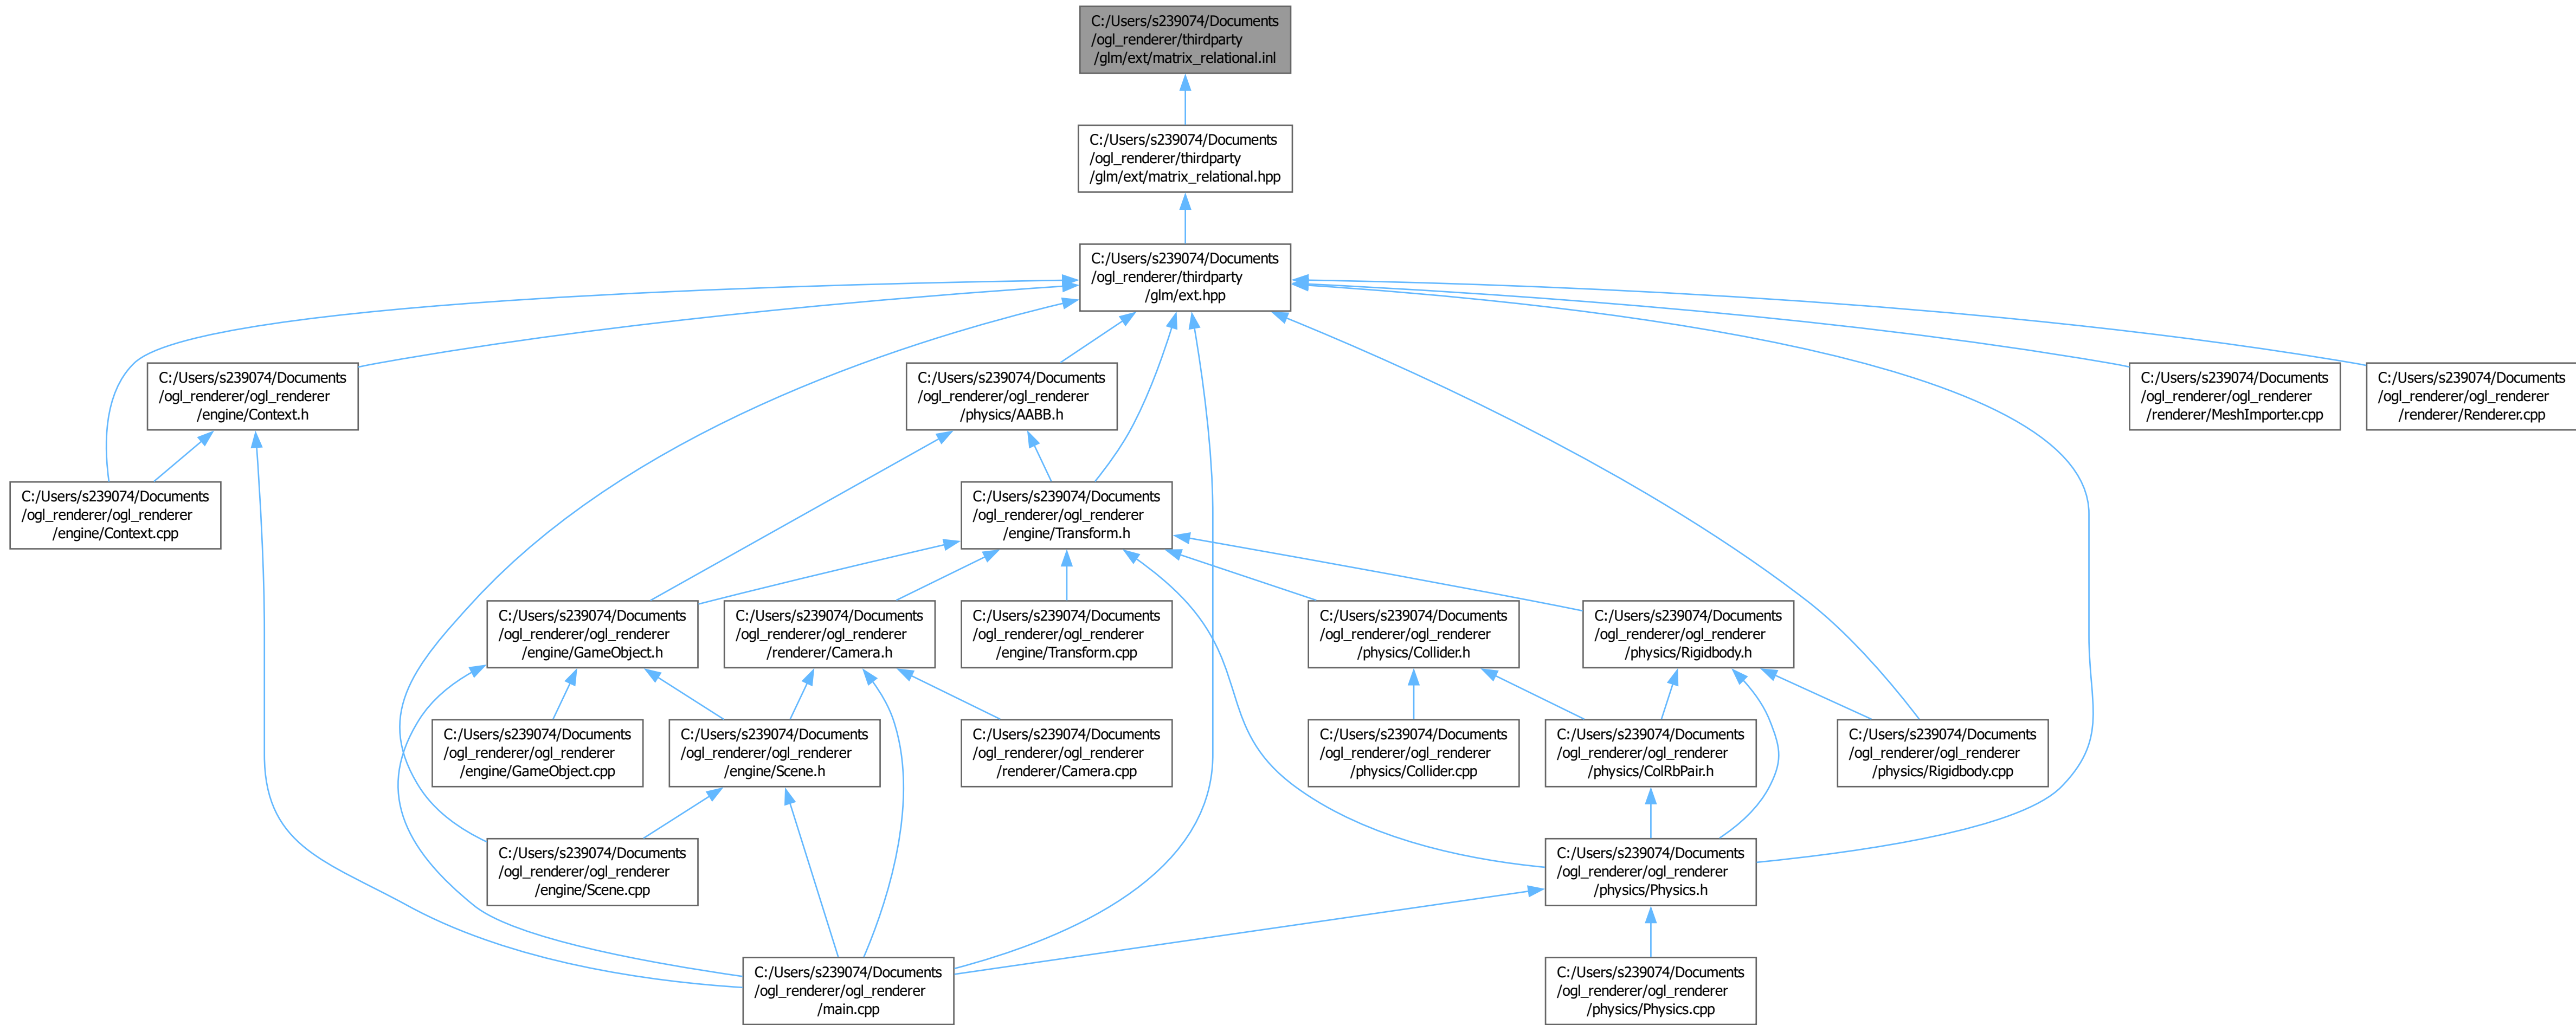 C:/Users/s239074/Documents
/ogl_renderer/thirdparty
/glm/ext/matrix_relational.inl
C:/Users/s239074/Documents
/ogl_renderer/thirdparty
/glm/ext/matrix_relational.hpp
C:/Users/s239074/Documents
/ogl_renderer/thirdparty
/glm/ext.hpp
C:/Users/s239074/Documents
/ogl_renderer/ogl_renderer
/engine/Context.h
C:/Users/s239074/Documents
/ogl_renderer/ogl_renderer
/physics/AABB.h
C:/Users/s239074/Documents
/ogl_renderer/ogl_renderer
/renderer/MeshImporter.cpp
C:/Users/s239074/Documents
/ogl_renderer/ogl_renderer
/renderer/Renderer.cpp
C:/Users/s239074/Documents
/ogl_renderer/ogl_renderer
/engine/Context.cpp
C:/Users/s239074/Documents
/ogl_renderer/ogl_renderer
/engine/Transform.h
C:/Users/s239074/Documents
/ogl_renderer/ogl_renderer
/engine/GameObject.h
C:/Users/s239074/Documents
/ogl_renderer/ogl_renderer
/renderer/Camera.h
C:/Users/s239074/Documents
/ogl_renderer/ogl_renderer
/engine/Transform.cpp
C:/Users/s239074/Documents
/ogl_renderer/ogl_renderer
/physics/Collider.h
C:/Users/s239074/Documents
/ogl_renderer/ogl_renderer
/physics/Rigidbody.h
C:/Users/s239074/Documents
/ogl_renderer/ogl_renderer
/engine/GameObject.cpp
C:/Users/s239074/Documents
/ogl_renderer/ogl_renderer
/engine/Scene.h
C:/Users/s239074/Documents
/ogl_renderer/ogl_renderer
/renderer/Camera.cpp
C:/Users/s239074/Documents
/ogl_renderer/ogl_renderer
/physics/Collider.cpp
C:/Users/s239074/Documents
/ogl_renderer/ogl_renderer
/physics/ColRbPair.h
C:/Users/s239074/Documents
/ogl_renderer/ogl_renderer
/physics/Rigidbody.cpp
C:/Users/s239074/Documents
/ogl_renderer/ogl_renderer
/engine/Scene.cpp
C:/Users/s239074/Documents
/ogl_renderer/ogl_renderer
/physics/Physics.h
C:/Users/s239074/Documents
/ogl_renderer/ogl_renderer
/main.cpp
C:/Users/s239074/Documents
/ogl_renderer/ogl_renderer
/physics/Physics.cpp